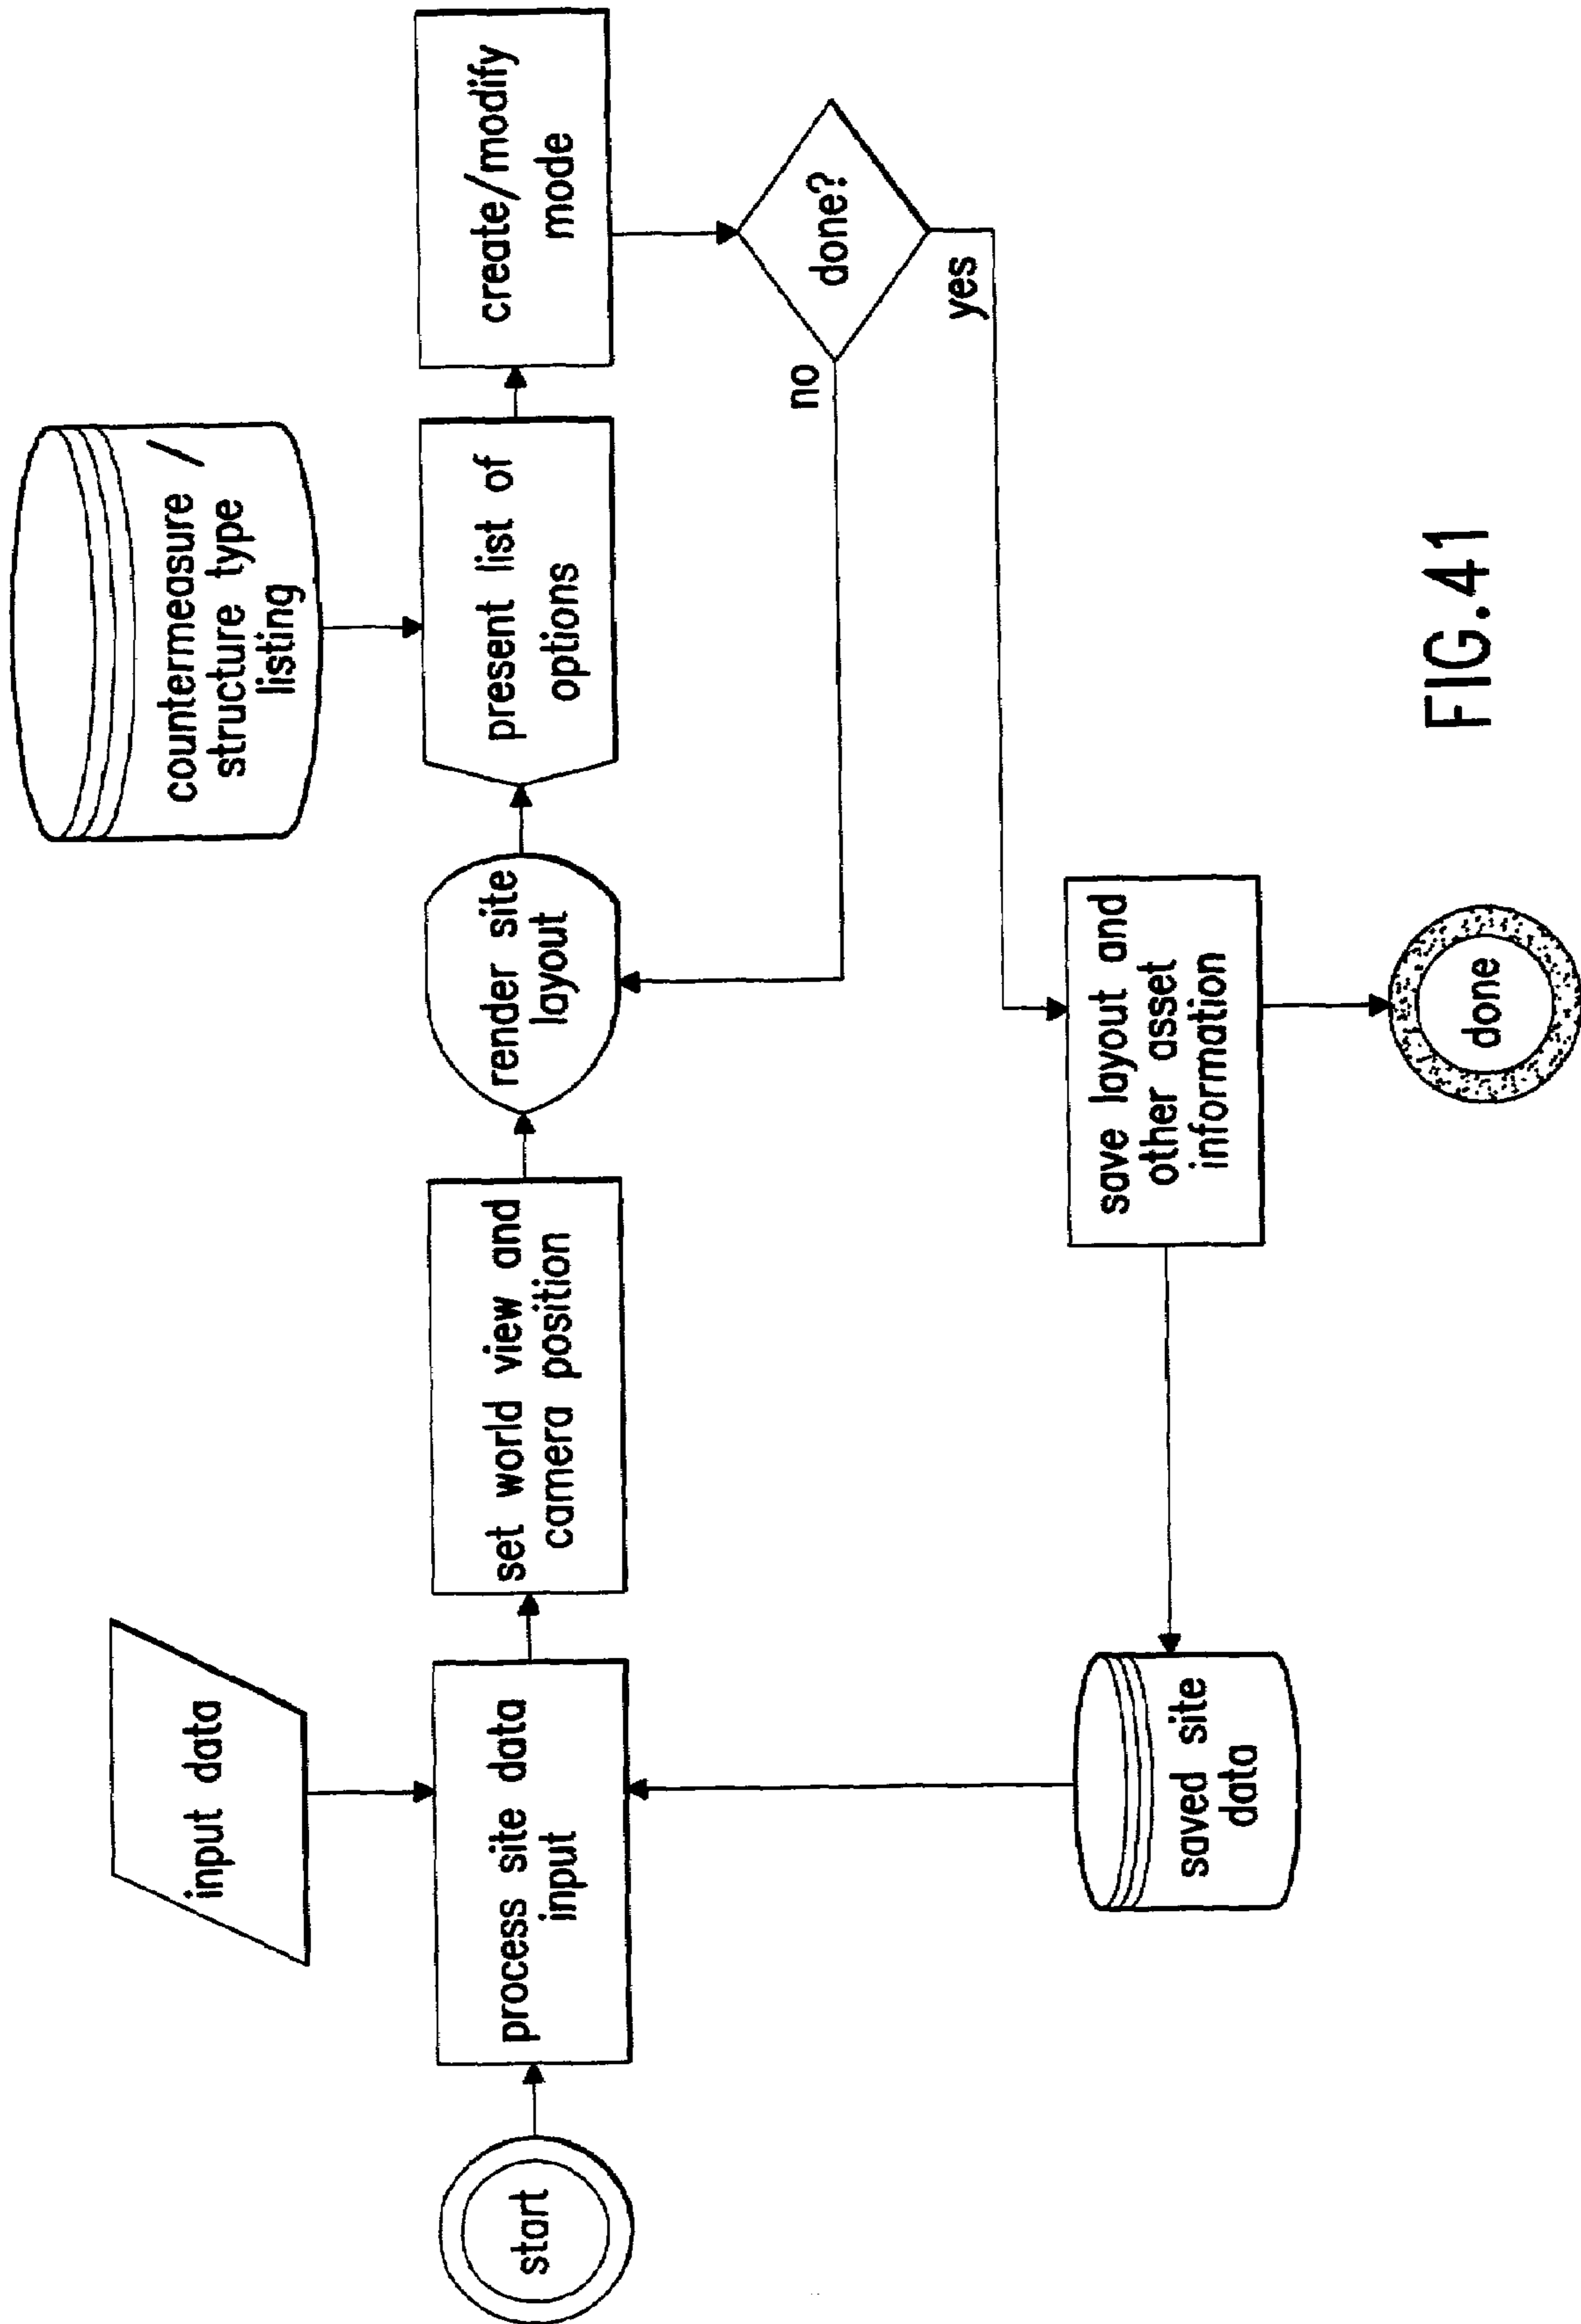 countermeasure /
structure type
listing
input data
start
process site data
input
set world view and
camera position
render site
layout
present list of
options
create/modify
mode
done?
no
yes
saved site
data
save layout and
other asset
information
done
FIG.41